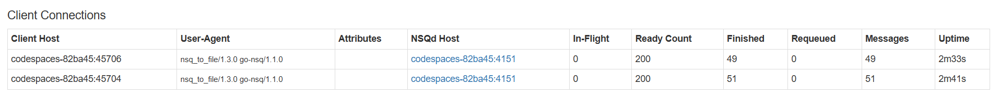 Client Connections
Client Host User-Agent Attributes NSQd Host In-Flight Ready Count Finished Requeued Messages Uptime
codespaces-82ba45:45706 nsq_to_file/1.3.0 go-nsq/1.1.0 codespaces-82ba45:4151 0 200 49 0 49 2m33s
codespaces-82ba45:45704 nsq_to_file/1.3.0 go-nsq/1.1.0 codespaces-82ba45:4151 0 200 51 0 51 2m41s